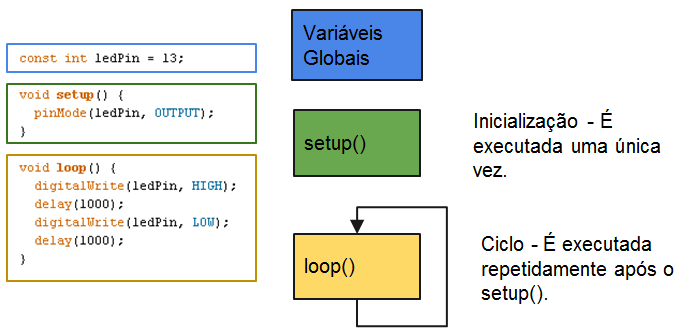 const int ledPin = 13;
void setup() {
pinMode(ledPin, OUTPUT);
}
void loop() {
digitalWrite(ledPin, HIGH);
delay(1000);
digitalWrite(ledPin, LOW);
delay(1000);
}
Variáveis
Globais
setup()
Inicialização - É
executada uma única
vez.
loop()
Ciclo - É executada
repetidamente após o
setup().